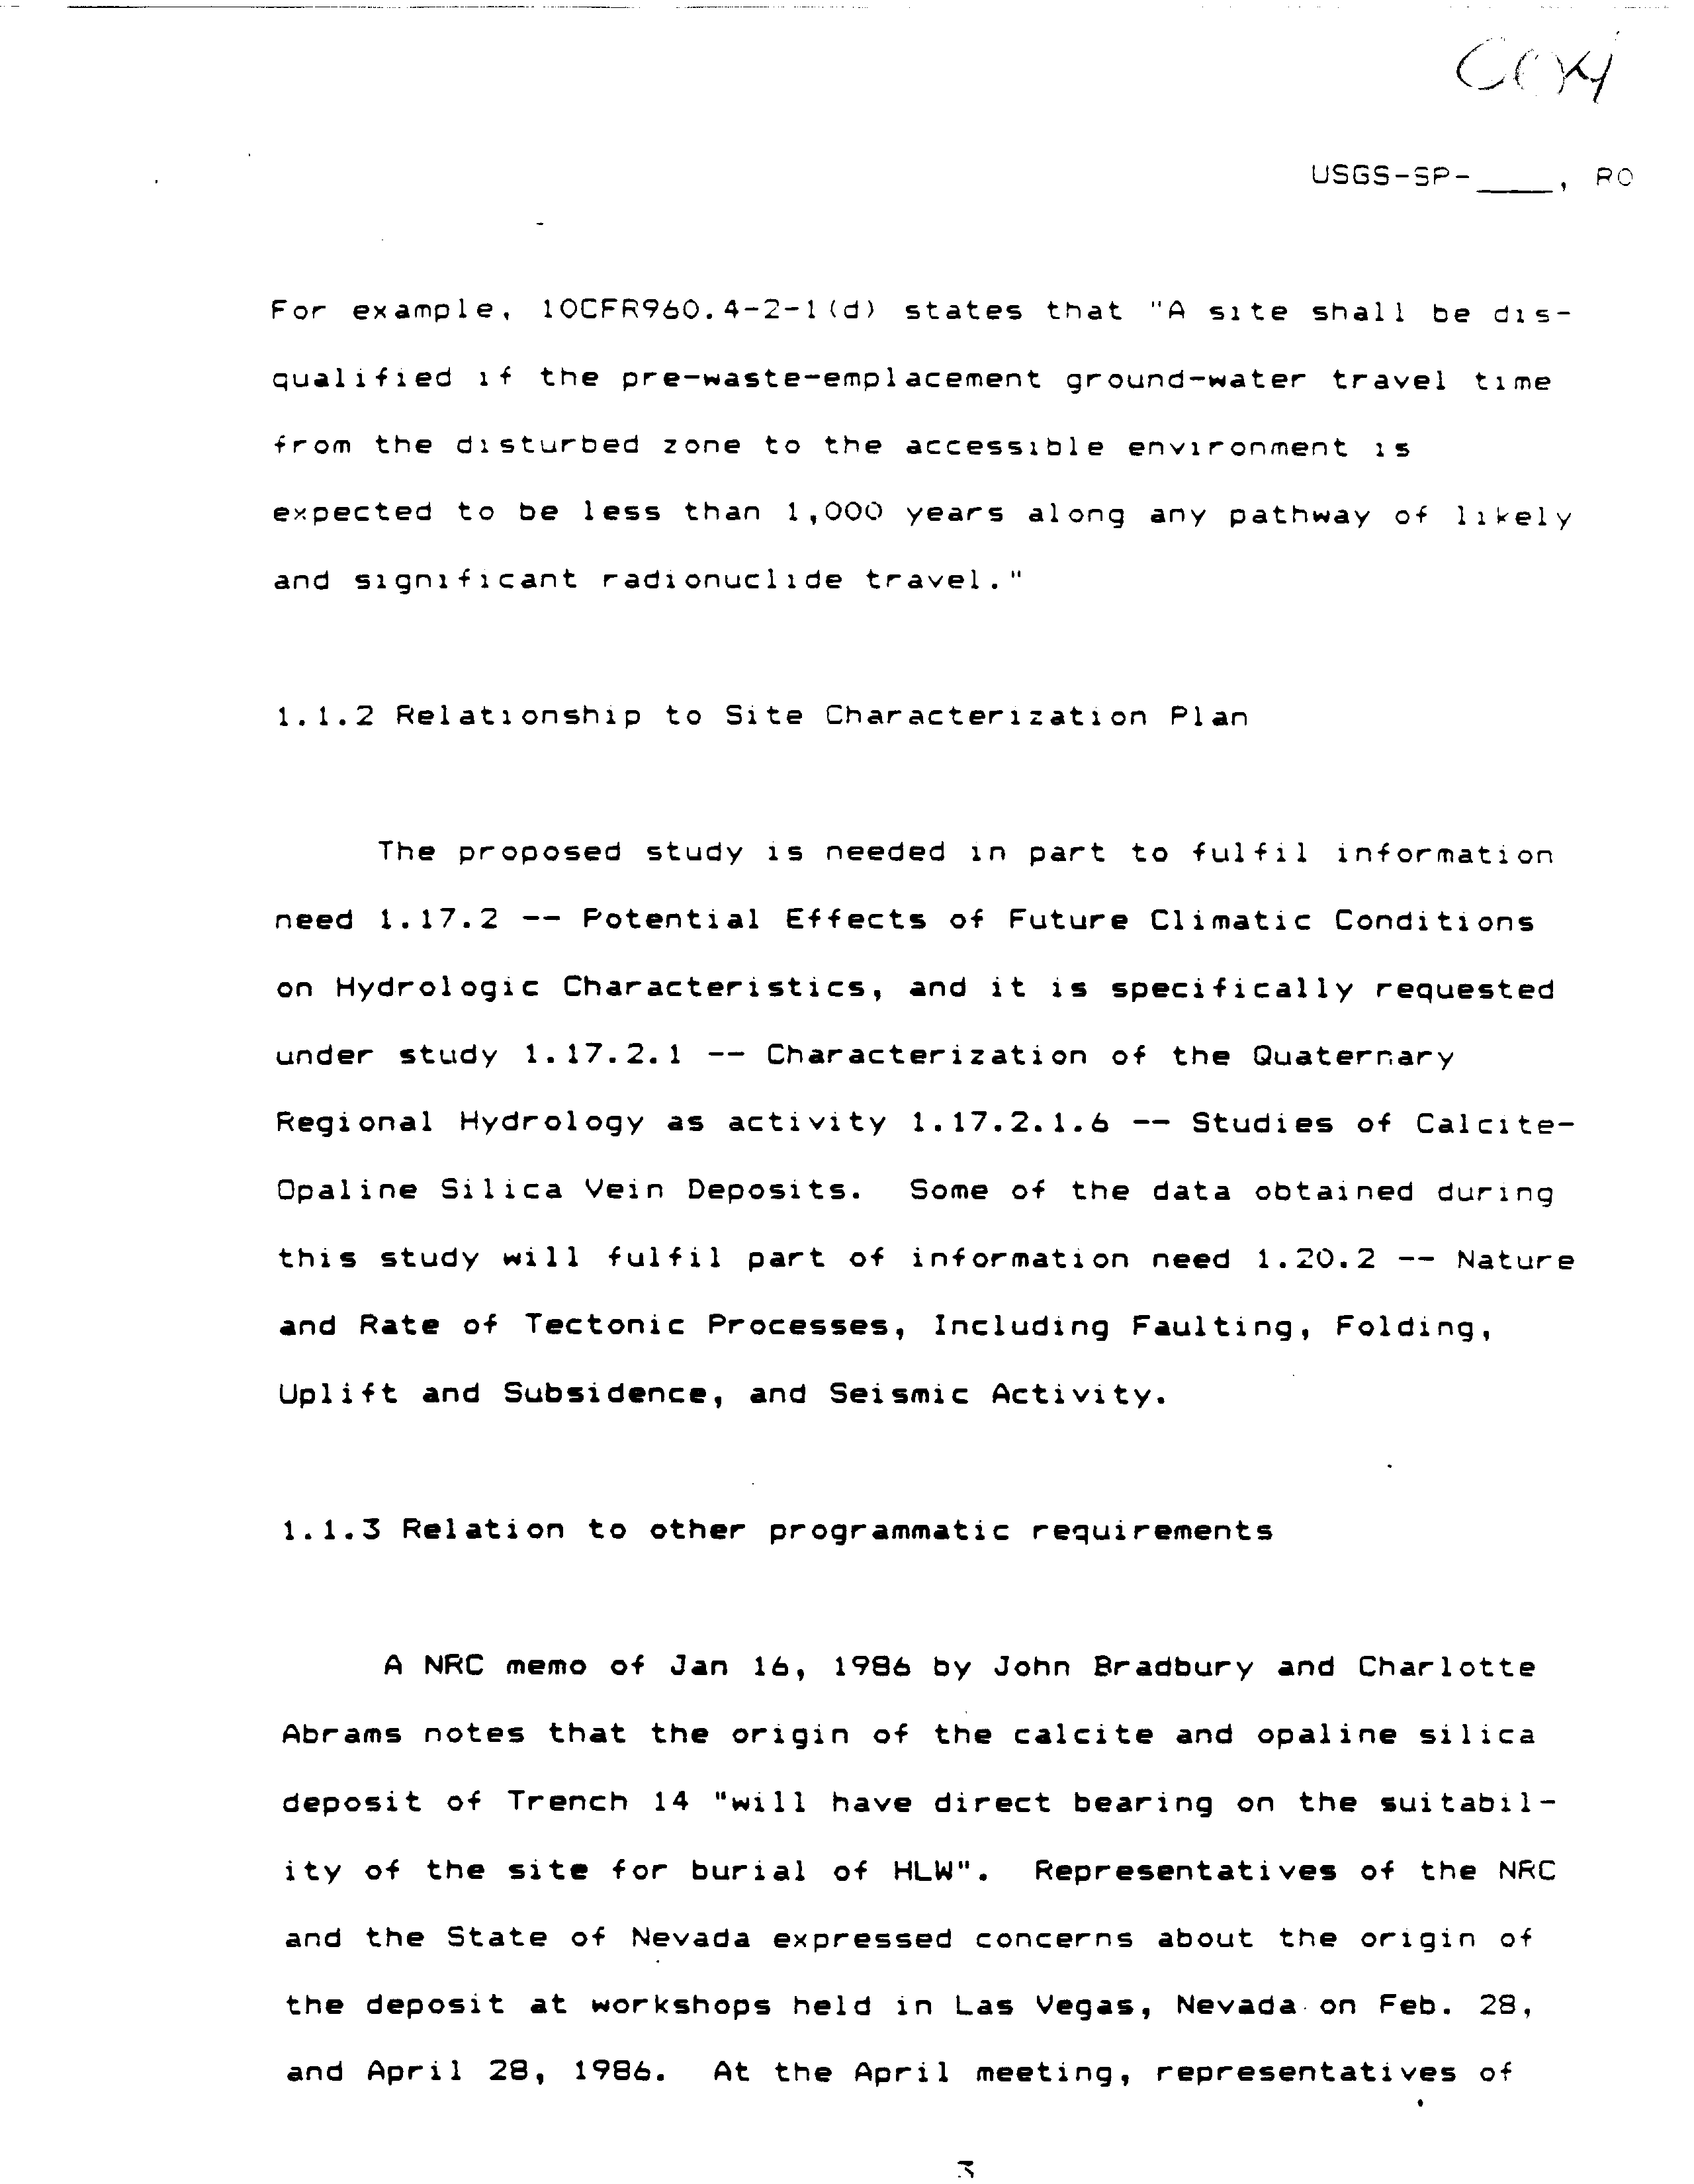 USGS-SP-____, R0
For example, 10CFR960.4-2-1(d) states that "A site shall be dis-
qualified if the pre-waste-emplacement ground-water travel time
from the disturbed zone to the accessible environment is
expected to be less than 1,000 years along any pathway of likely
and significant radionuclide travel."
1.1.2 Relationship to Site Characterization Plan
The proposed study is needed in part to fulfil information
need 1.17.2 -- Potential Effects of Future Climatic Conditions
on Hydrologic Characteristics, and it is specifically requested
under study 1.17.2.1 -- Characterization of the Quaternary
Regional Hydrology as activity 1.17.2.1.6 -- Studies of Calcite-
Opaline Silica Vein Deposits.  Some of the data obtained during
this study will fulfil part of information need 1.20.2 -- Nature
and Rate of Tectonic Processes, Including Faulting, Folding,
Uplift and Subsidence, and Seismic Activity.
1.1.3 Relation to other programmatic requirements
A NRC memo of Jan 16, 1986 by John Bradbury and Charlotte
Abrams notes that the origin of the calcite and opaline silica
deposit of Trench 14 "will have direct bearing on the suitabil-
ity of the site for burial of HLW".  Representatives of the NRC
and the State of Nevada expressed concerns about the origin of
the deposit at workshops held in Las Vegas, Nevada on Feb. 28,
and April 28, 1986.  At the April meeting, representatives of
3